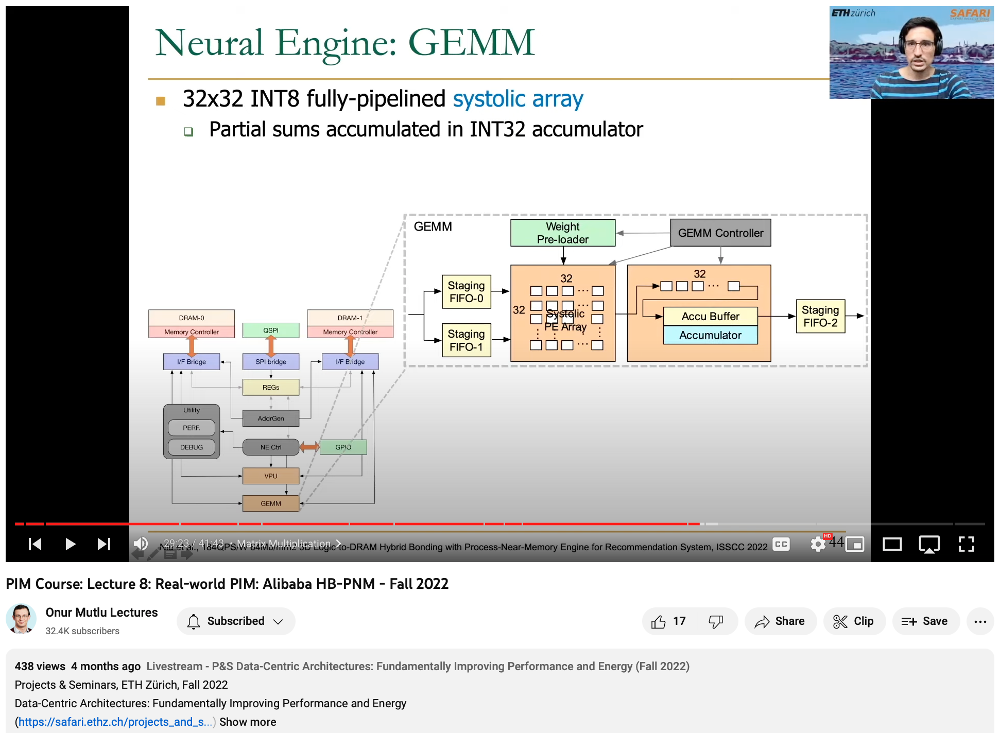 Neural Engine: GEMM
ETH zürich
SAFARI
SAFARI Research Group
32x32 INT8 fully-pipelined systolic array
Partial sums accumulated in INT32 accumulator
GEMM
Weight
Pre-loader
GEMM Controller
32
32
Staging
FIFO-0
32
Systolic
PE Array
Staging
FIFO-1
Accu Buffer
Accumulator
Staging
FIFO-2
DRAM-0
Memory Controller
QSPI
DRAM-1
Memory Controller
I/F Bridge
SPI bridge
I/F Bridge
REGs
Utility
PERF.
DEBUG
AddrGen
NE Ctrl
GPIO
VPU
GEMM
29:23 / 41:43 • Matrix Multiplication
Niu et al., 184QPS/W 64Mb/mm2 3D Logic-to-DRAM Hybrid Bonding with Process-Near-Memory Engine for Recommendation System, ISSCC 2022
CC
HD
44
PIM Course: Lecture 8: Real-world PIM: Alibaba HB-PNM - Fall 2022
Onur Mutlu Lectures
32.4K subscribers
Subscribed
17
Share
Clip
Save
438 views 4 months ago Livestream - P&S Data-Centric Architectures: Fundamentally Improving Performance and Energy (Fall 2022)
Projects & Seminars, ETH Zürich, Fall 2022
Data-Centric Architectures: Fundamentally Improving Performance and Energy
(https://safari.ethz.ch/projects_and_s...) Show more